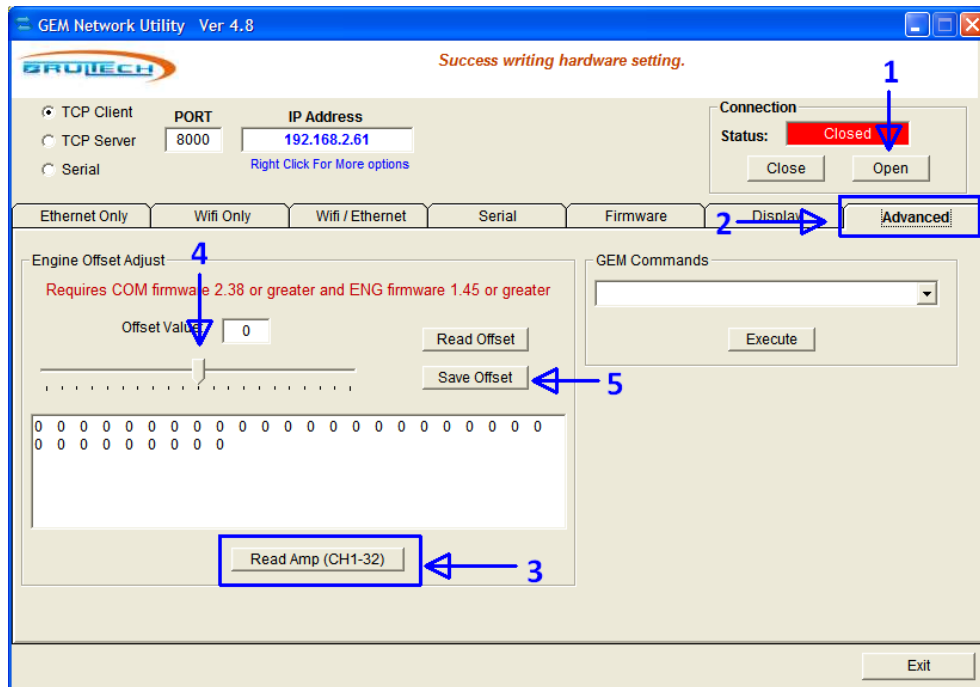 GEM Network Utility Ver 4.8
BRULTECH
Success writing hardware setting.
1
TCP Client
TCP Server
Serial
PORT
8000
IP Address
192.168.2.61
Right Click For More options
Connection
Status: Closed
Close Open
Ethernet Only Wifi Only Wifi / Ethernet Serial Firmware Display Advanced
2
Engine Offset Adjust
4
Requires COM firmware 2.38 or greater and ENG firmware 1.45 or greater
Offset Value 0
Read Offset
Save Offset
5
0 0 0 0 0 0 0 0 0 0 0 0 0 0 0 0 0 0 0 0 0 0 0 0
0 0 0 0 0 0 0 0 0
Read Amp (CH1-32)
3
GEM Commands
Execute
Exit